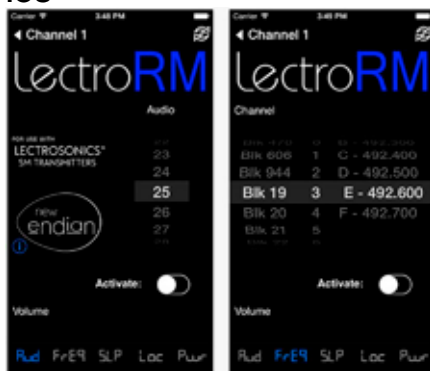 Carrier 3:48 PM
Channel 1
LectroRM
Audio
FOR USE WITH
LECTROSONICS®
SM TRANSMITTERS
23
24
25
26
27
new
endian
Activate:
Volume
Aud FrEq SLP Loc Pwr
Carrier 3:48 PM
Channel 1
LectroRM
Channel
Blk 606 1 C - 492.400
Blk 944 2 D - 492.500
Blk 19 3 E - 492.600
Blk 20 4 F - 492.700
Blk 21 5
Activate:
Volume
Aud FrEq SLP Loc Pwr